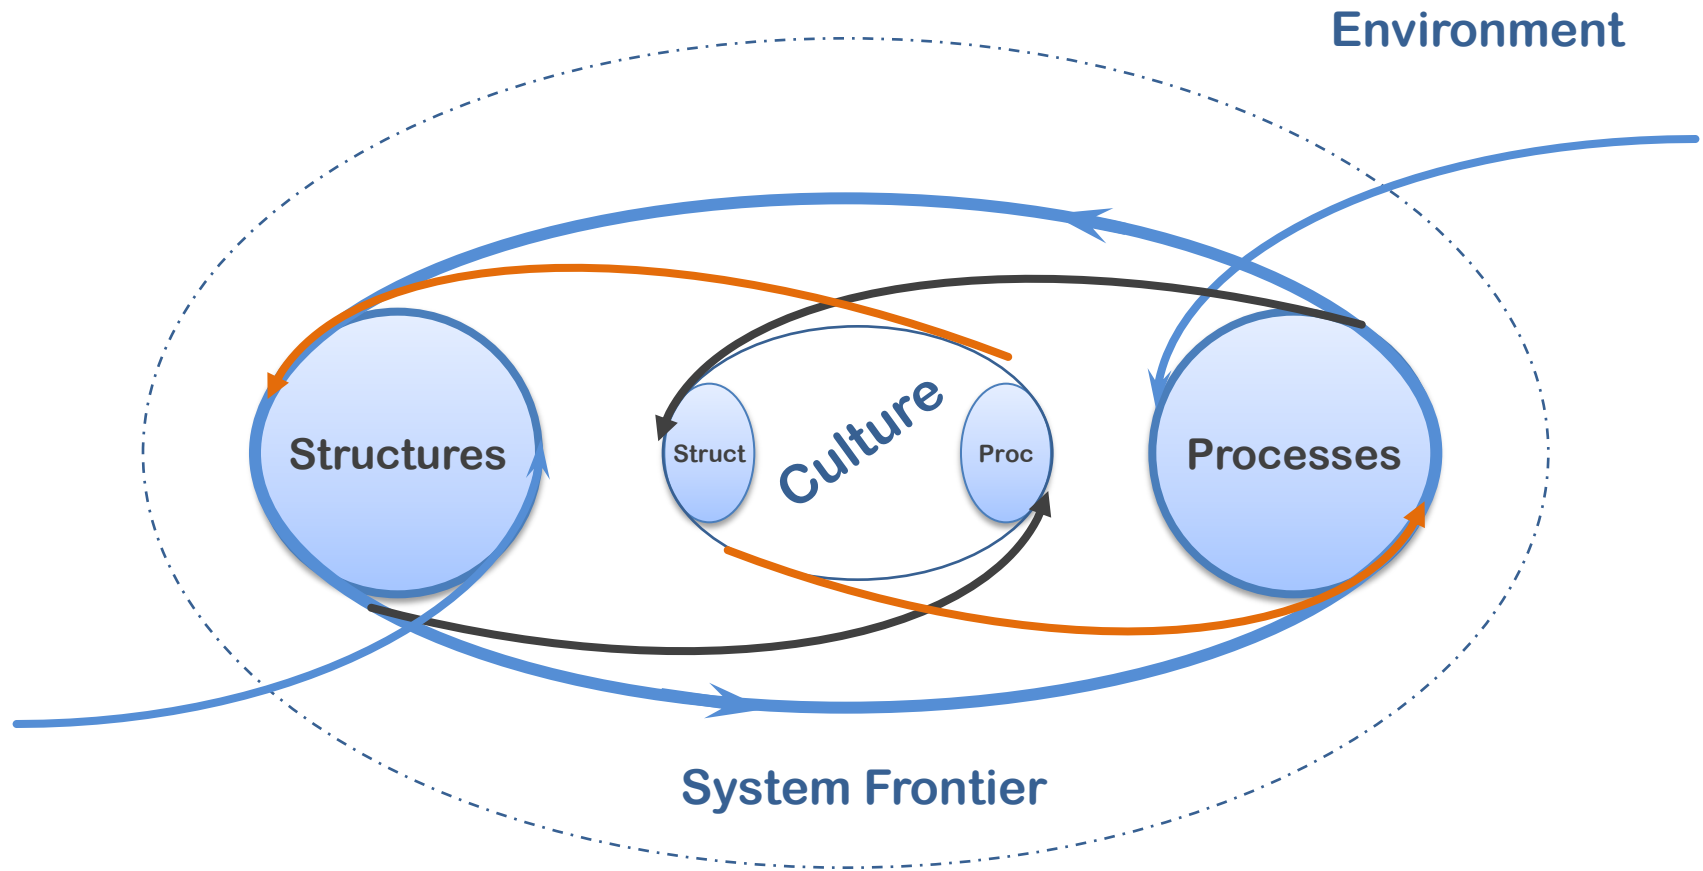 Environment
Structures
Struct
Culture
Proc
Processes
System Frontier